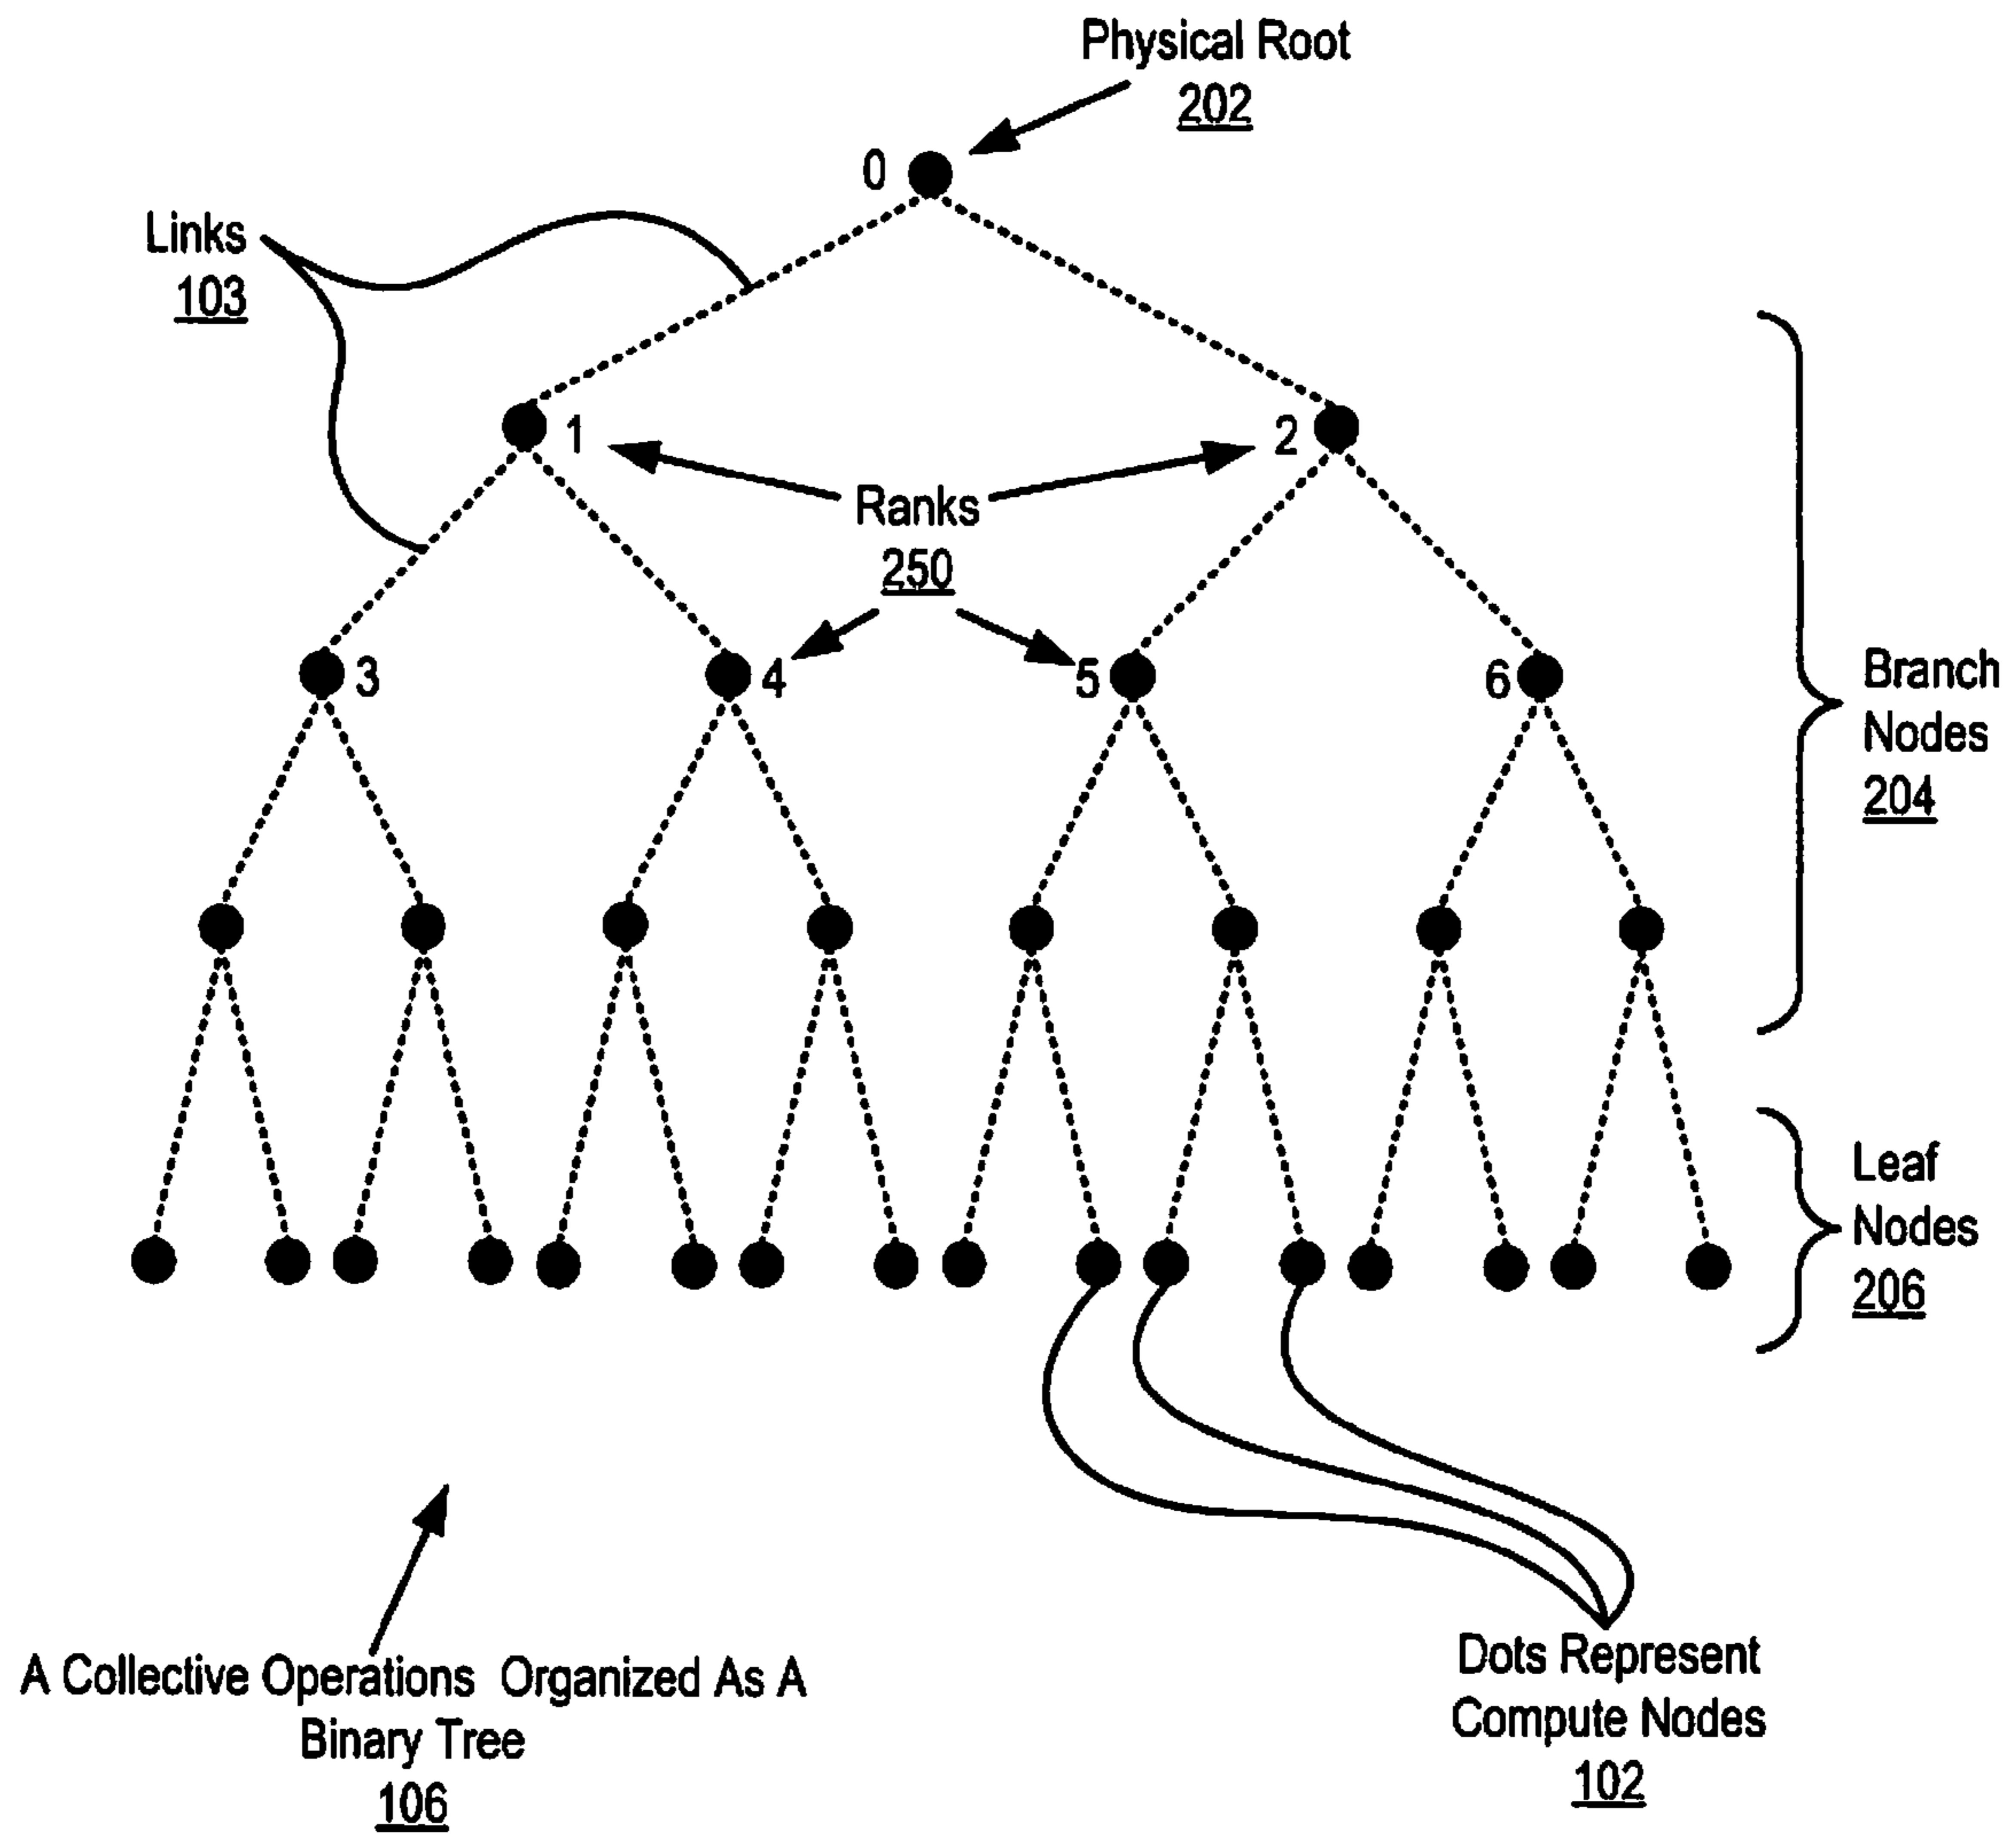 Physical Root
202
0
Links
103
1
2
Ranks
250
3
4
5
6
Branch
Nodes
204
Leaf
Nodes
206
A Collective Operations Organized As A
Binary Tree
106
Dots Represent
Compute Nodes
102